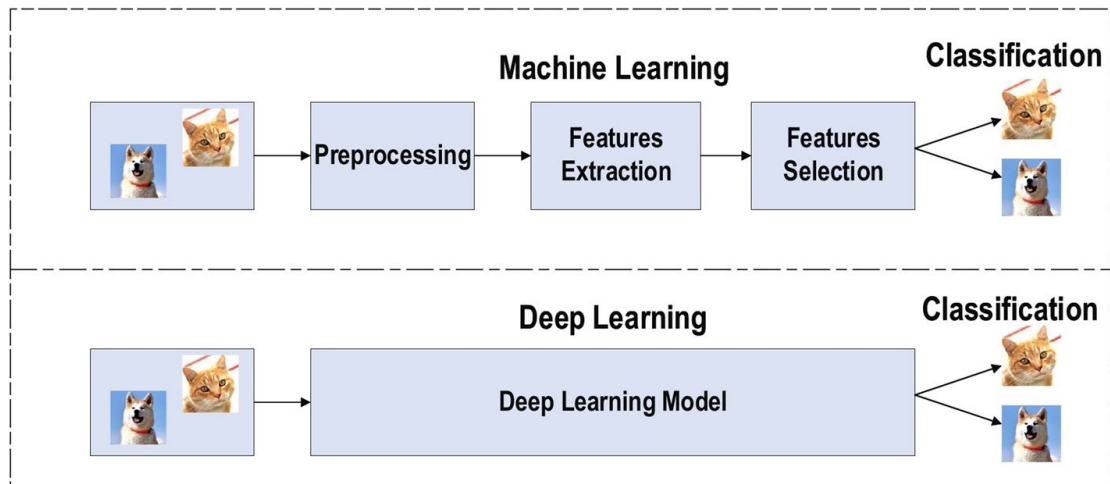 Machine Learning
Classification
Preprocessing
Features
Extraction
Features
Selection
Deep Learning
Classification
Deep Learning Model